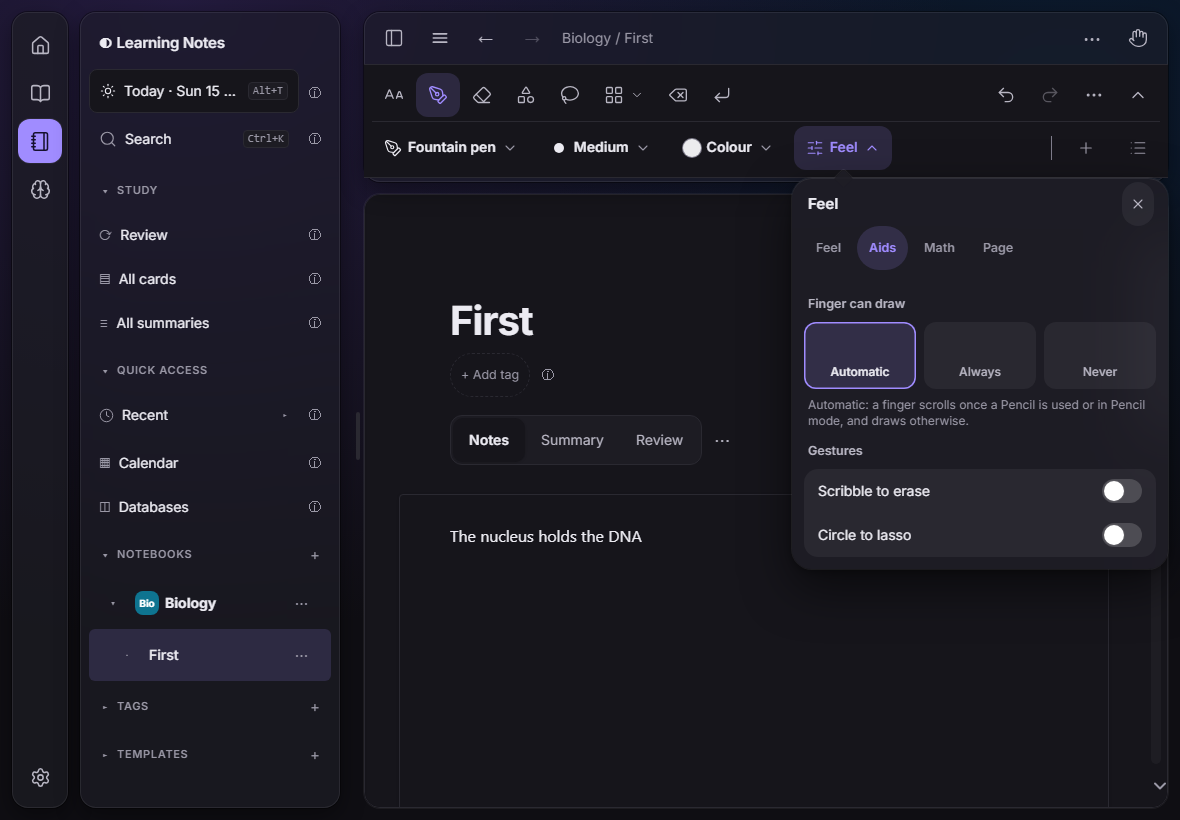 Learning Notes
Today · Sun 15 ... Alt+T
Search Ctrl+K
STUDY
Review
All cards
All summaries
QUICK ACCESS
Recent
Calendar
Databases
NOTEBOOKS
Bio Biology
First
TAGS
TEMPLATES
Biology / First
AA
Fountain pen
Medium
Colour
Feel
First
+ Add tag
Notes Summary Review
The nucleus holds the DNA
Feel
Feel Aids Math Page
Finger can draw
Automatic Always Never
Automatic: a finger scrolls once a Pencil is used or in Pencil
mode, and draws otherwise.
Gestures
Scribble to erase
Circle to lasso